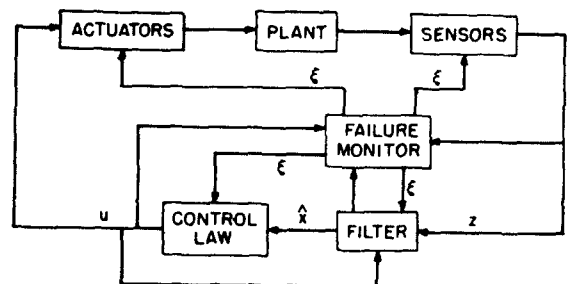 ACTUATORS
PLANT
SENSORS
ξ
ξ
FAILURE
MONITOR
ξ
ξ
u
CONTROL
LAW
x̂
FILTER
z